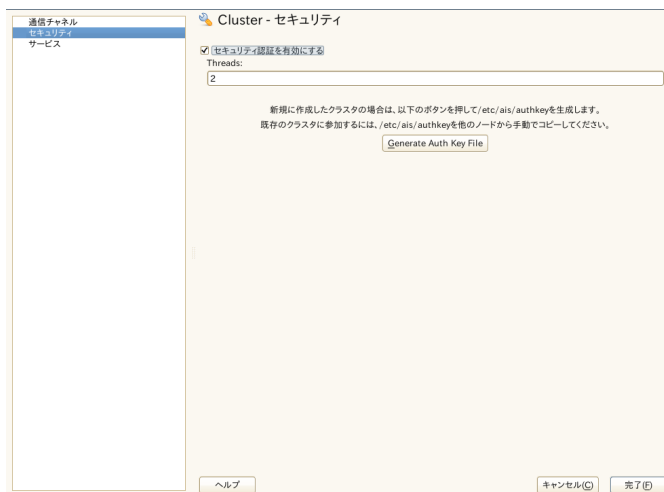 通信チャネル
セキュリティ
サービス
Cluster - セキュリティ
セキュリティ認証を有効にする
Threads:
2
新規に作成したクラスタの場合は、以下のボタンを押して/etc/ais/authkeyを生成します。
既存のクラスタに参加するには、/etc/ais/authkeyを他のノードから手動でコピーしてください。
Generate Auth Key File
ヘルプ
キャンセル(C)
完了(F)